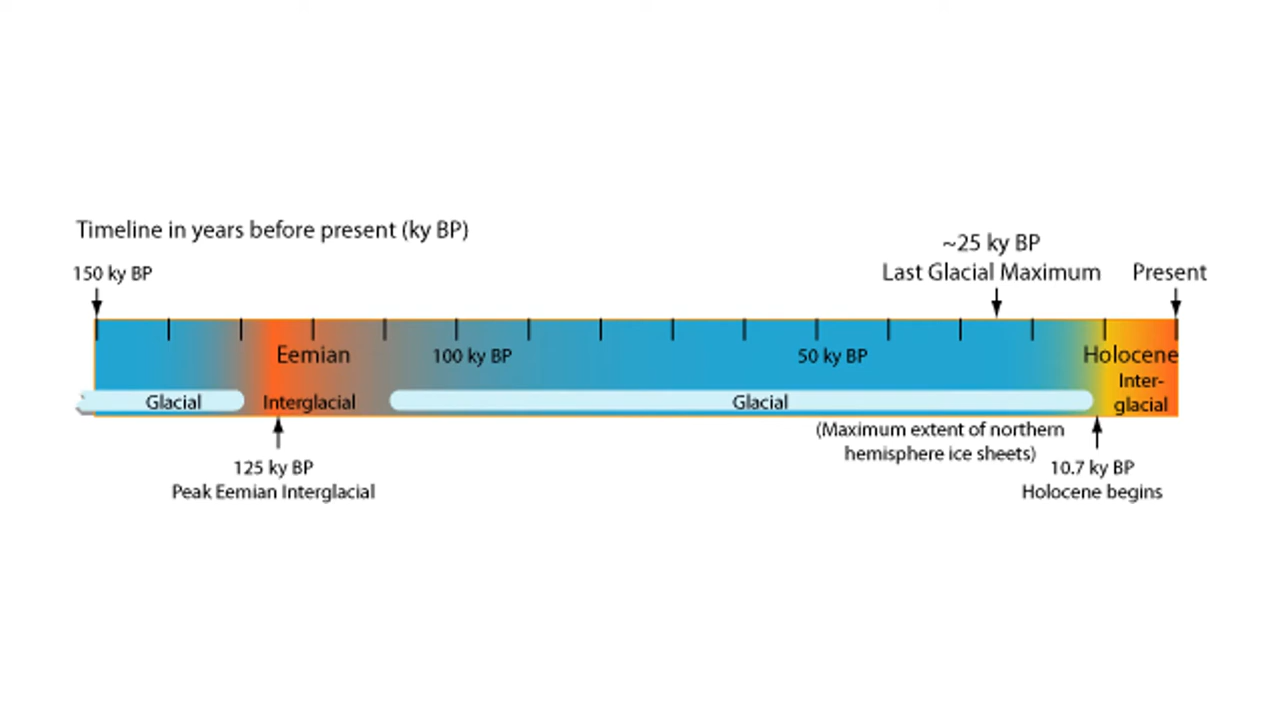 Timeline in years before present (ky BP)
~25 ky BP
150 ky BP
Last Glacial Maximum
Present
Eemian
100 ky BP
50 ky BP
Holocene
Inter-
glacial
Glacial
Interglacial
Glacial
(Maximum extent of northern
hemisphere ice sheets)
125 ky BP
Peak Eemian Interglacial
10.7 ky BP
Holocene begins